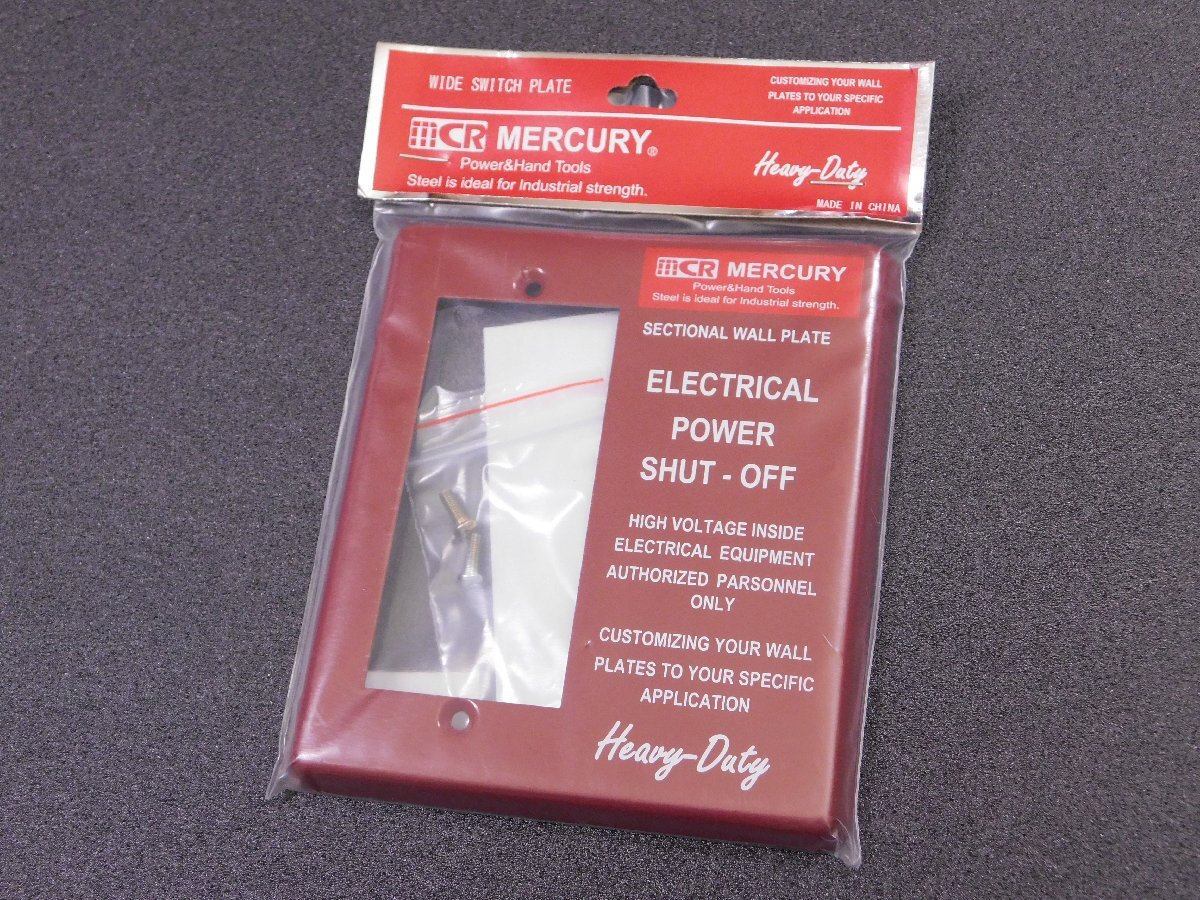 WIDE SWITCH PLATE
CUSTOMIZING YOUR WALL
PLATES TO YOUR SPECIFIC
APPLICATION
MCR MERCURY®
Power&Hand Tools
Steel is ideal for Industrial strength.
Heavy-Duty
MADE IN CHINA
MCR MERCURY
Power&Hand Tools
Steel is ideal for Industrial strength.
SECTIONAL WALL PLATE
ELECTRICAL
POWER
SHUT - OFF
HIGH VOLTAGE INSIDE
ELECTRICAL EQUIPMENT
AUTHORIZED PARSONNEL
ONLY
CUSTOMIZING YOUR WALL
PLATES TO YOUR SPECIFIC
APPLICATION
Heavy-Duty